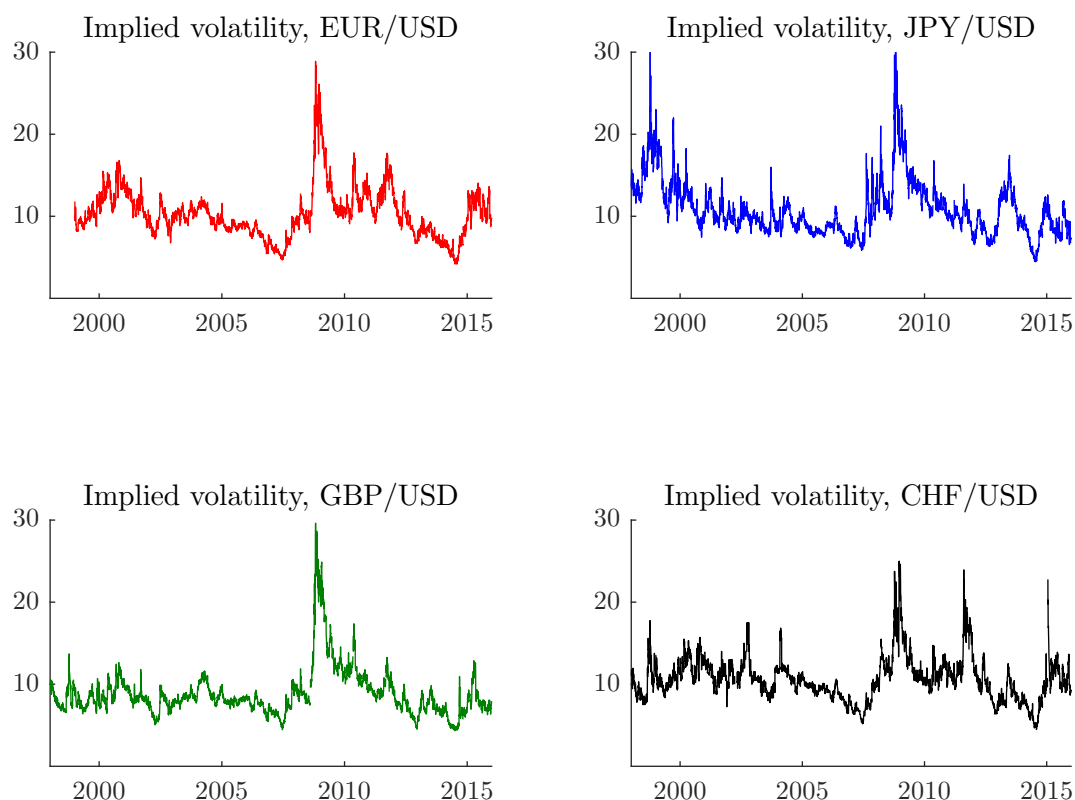 Implied volatility, EUR/USD
30
20
10
2000 2005 2010 2015
Implied volatility, JPY/USD
30
20
10
2000 2005 2010 2015
Implied volatility, GBP/USD
30
20
10
2000 2005 2010 2015
Implied volatility, CHF/USD
30
20
10
2000 2005 2010 2015